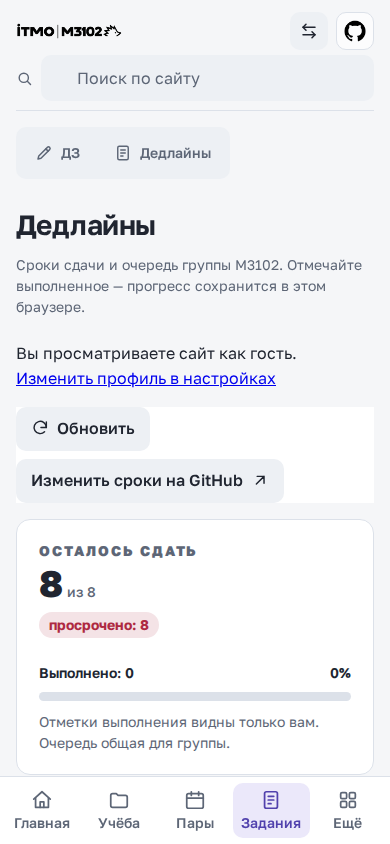 iTMO | M3102
Поиск по сайту
ДЗ
Дедлайны
Дедлайны
Сроки сдачи и очередь группы M3102. Отмечайте
выполненное — прогресс сохранится в этом
браузере.
Вы просматриваете сайт как гость.
Изменить профиль в настройках
Обновить
Изменить сроки на GitHub
ОСТАЛОСЬ СДАТЬ
8 из 8
просрочено: 8
Выполнено: 0
0%
Отметки выполнения видны только вам.
Очередь общая для группы.
Главная
Учёба
Пары
Задания
Ещё